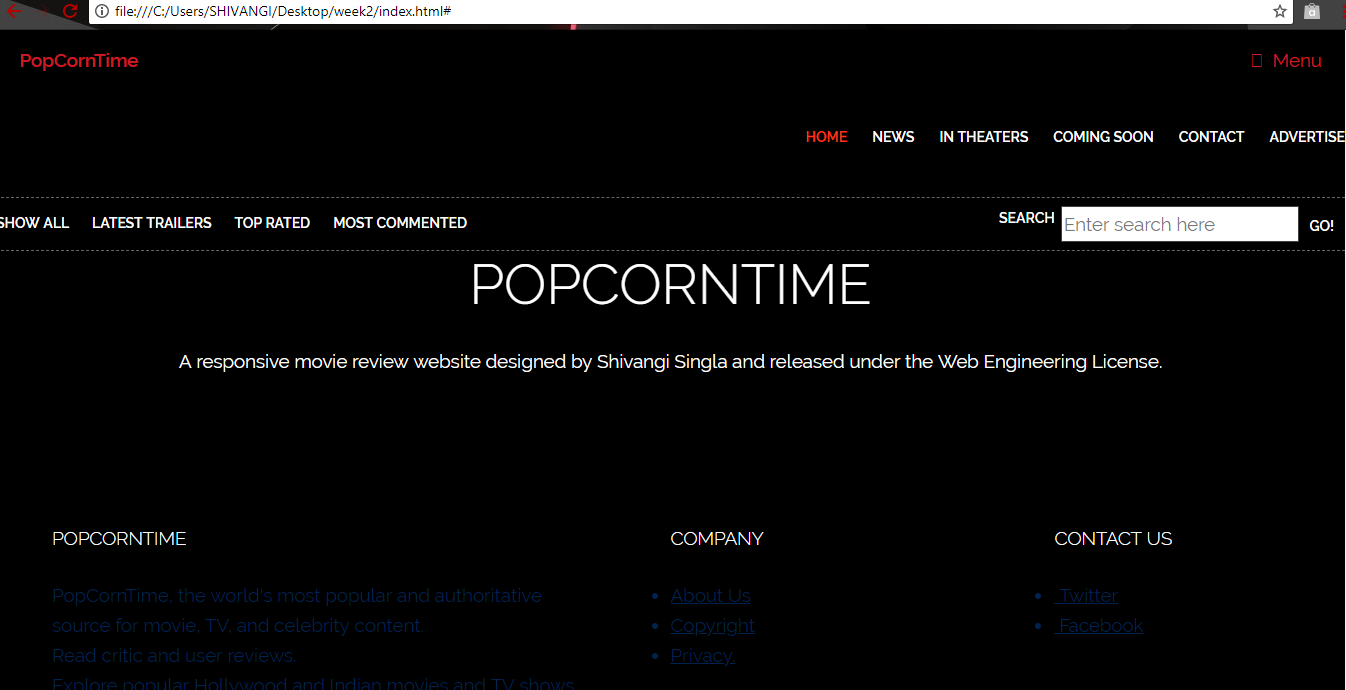 file:///C:/Users/SHIVANGI/Desktop/week2/index.html#
PopCornTime
Menu
HOME NEWS IN THEATERS COMING SOON CONTACT ADVERTISE
SHOW ALL LATEST TRAILERS TOP RATED MOST COMMENTED SEARCH Enter search here GO!
POPCORNTIME
A responsive movie review website designed by Shivangi Singla and released under the Web Engineering License.
POPCORNTIME
PopCornTime, the world's most popular and authoritative
source for movie, TV, and celebrity content.
Read critic and user reviews.
Explore popular Hollywood and Indian movies and TV shows
COMPANY
About Us
Copyright
Privacy.
CONTACT US
Twitter
Facebook